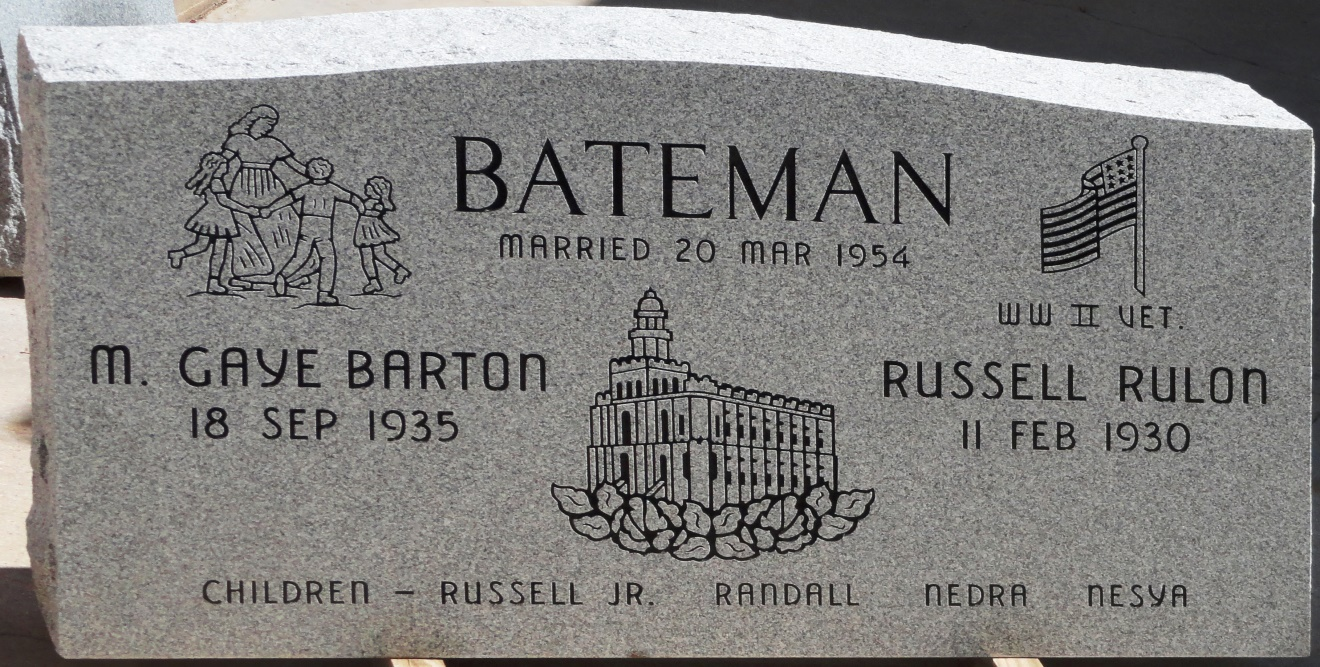 BATEMAN
MARRIED 20 MAR 1954
WW II VET.
M. GAYE BARTON
18 SEP 1935
RUSSELL RULON
11 FEB 1930
CHILDREN – RUSSELL JR. RANDALL NEDRA NESYA